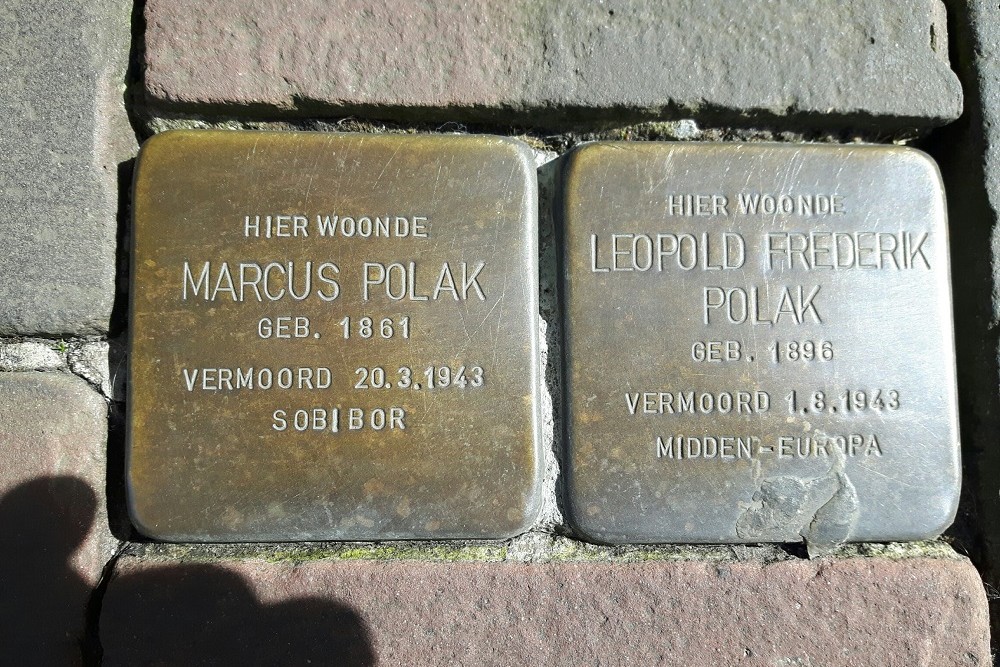 HIER WOONDE
MARCUS POLAK
GEB. 1861
VERMOORD 20.3.1943
SOBIBOR
HIER WOONDE
LEOPOLD FREDERIK
POLAK
GEB. 1896
VERMOORD 1.8.1943
MIDDEN-EUROPA